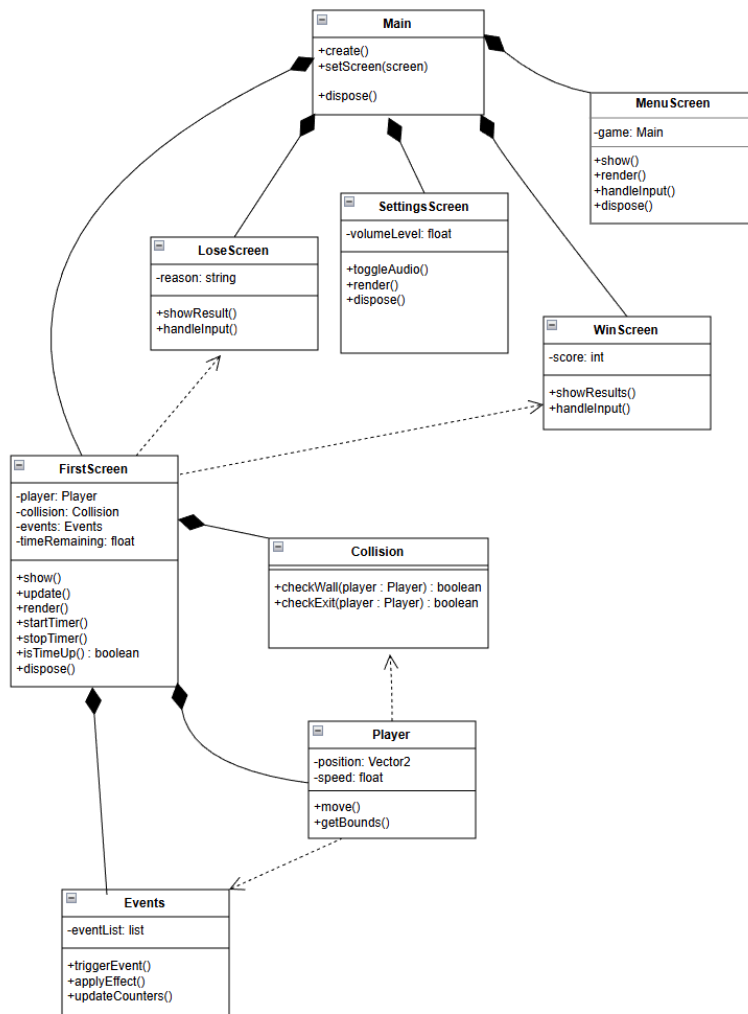 Main
+create()
+setScreen(screen)
+dispose()
MenuScreen
-game: Main
+show()
+render()
+handleInput()
+dispose()
SettingsScreen
-volumeLevel: float
+toggleAudio()
+render()
+dispose()
LoseScreen
-reason: string
+showResult()
+handleInput()
WinScreen
-score: int
+showResults()
+handleInput()
FirstScreen
-player: Player
-collision: Collision
-events: Events
-timeRemaining: float
+show()
+update()
+render()
+startTimer()
+stopTimer()
+isTimeUp() : boolean
+dispose()
Collision
+checkWall(player : Player) : boolean
+checkExit(player : Player) : boolean
Player
-position: Vector2
-speed: float
+move()
+getBounds()
Events
-eventList: list
+triggerEvent()
+applyEffect()
+updateCounters()